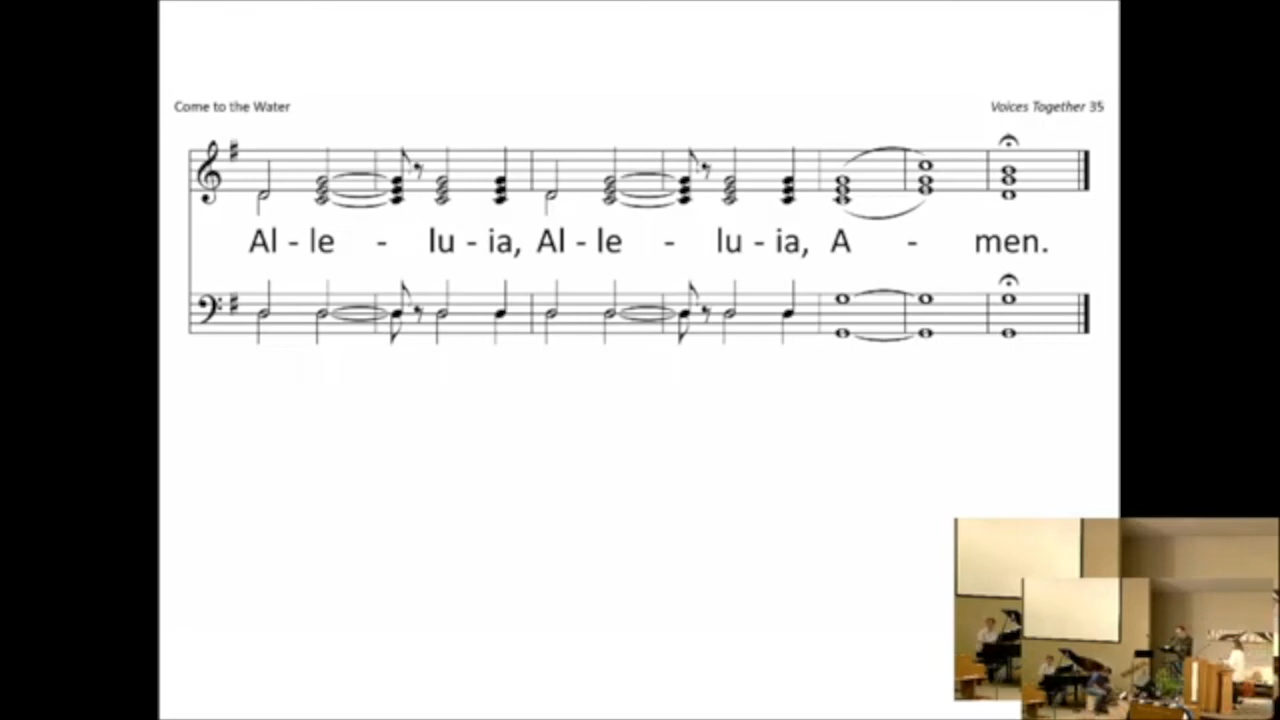 Come to the Water
Voices Together 35
Al - le - lu - ia, Al - le - lu - ia, A - men.